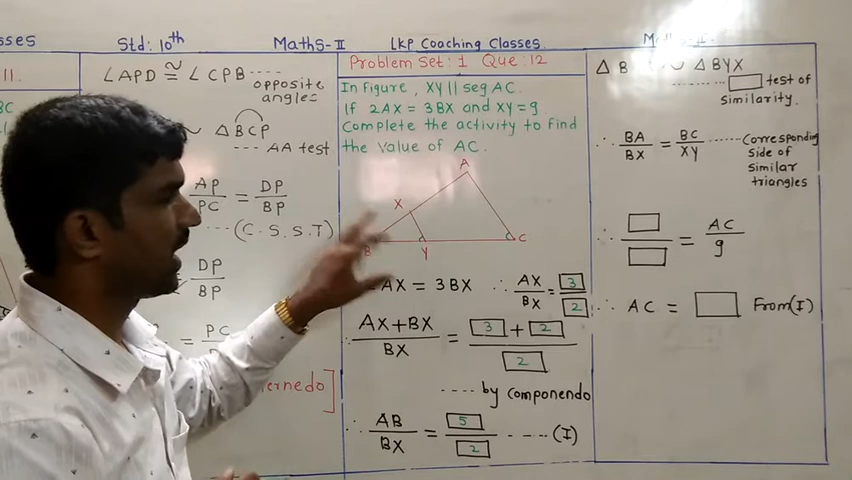 sses
Std: 10th
Maths-II
LKP Coaching Classes
11.
BC
∠APD ≅ ∠CPB ----
opposite
angles
~ △BCP
--- AA test
AP/PC = DP/BP
---- (C.S.S.T)
DP/BP
= PC
]
Problem Set: 1 Que: 12
In figure, XY || seg AC.
If 2AX = 3BX and XY = 9
Complete the activity to find
the value of AC.
A
X
B
Y
C
AX = 3BX ∴ AX/BX = 3/2
∴ AX+BX/BX = 3 + 2/2
---- by componendo
∴ AB/BX = 5/2 ---- (I)
△ B ~ △ BYX
-------- □ test of
similarity.
∴ BA/BX = BC/XY ------ Corresponding
side of
similar
triangles
∴ □/□ = AC/9
∴ AC = □ From(I)